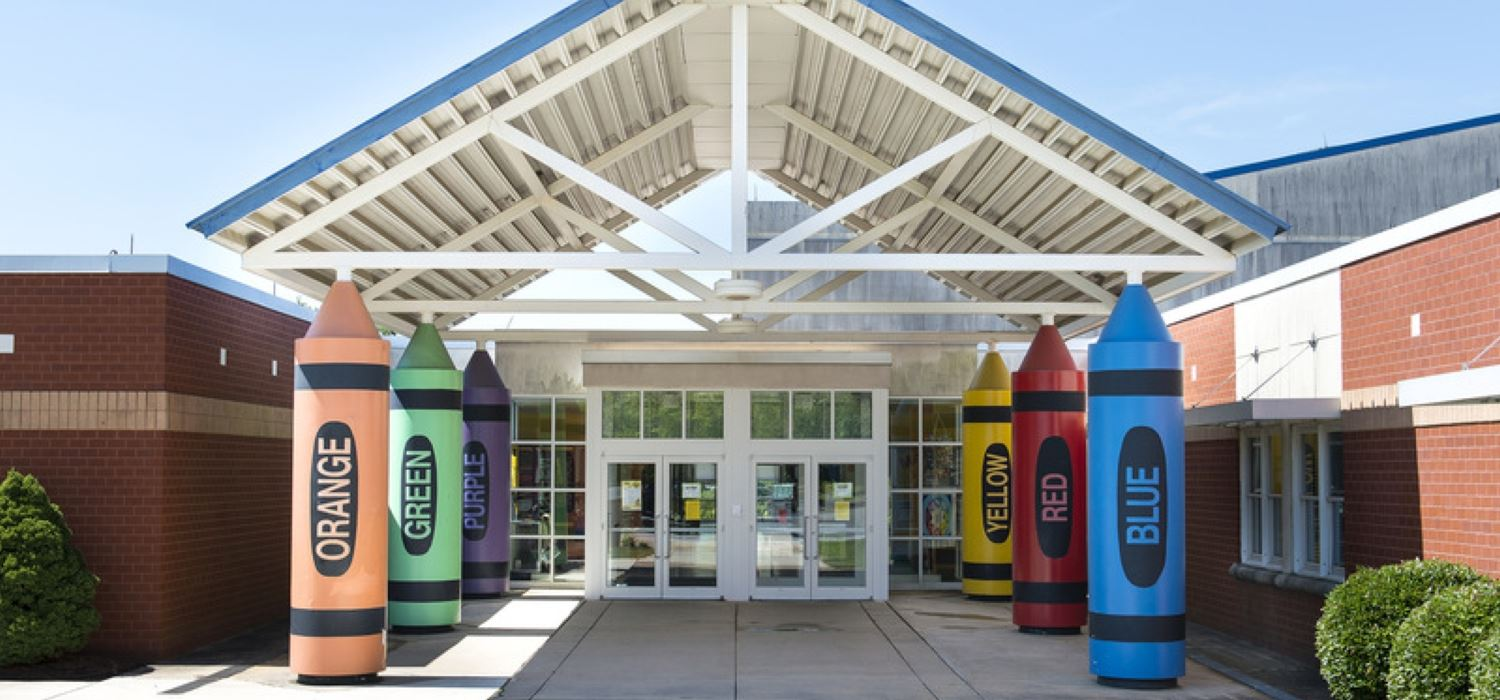 ORANGE
GREEN
PURPLE
YELLOW
RED
BLUE